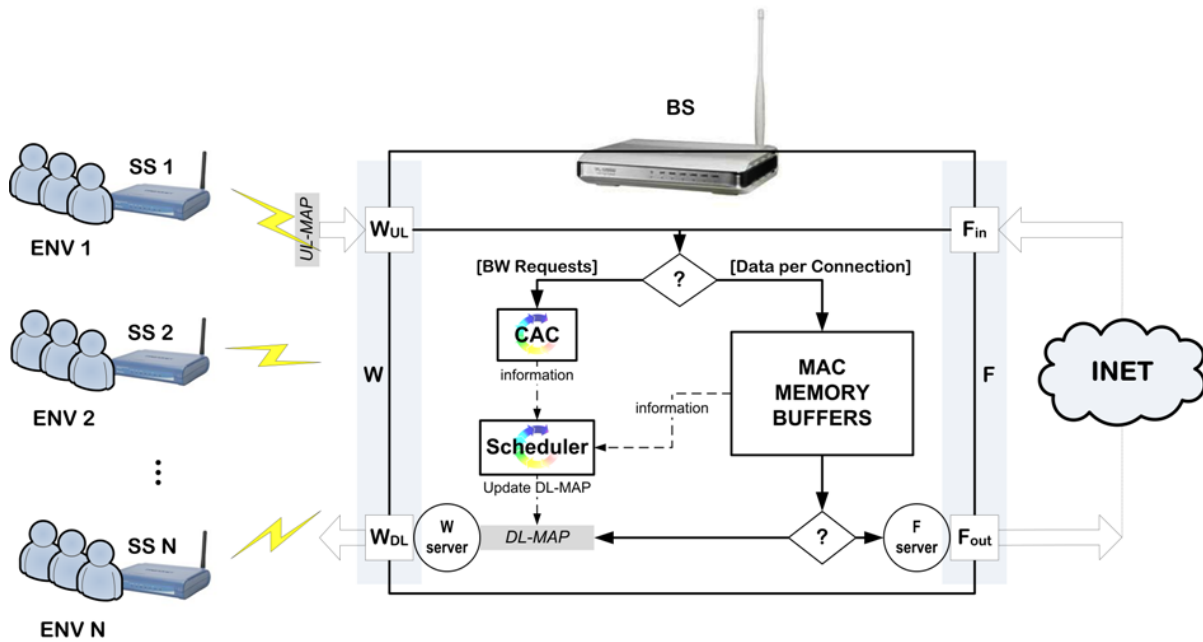 BS
SS 1
ENV 1
UL-MAP
WUL
Fin
[BW Requests]
?
[Data per Connection]
SS 2
ENV 2
W
CAC
information
MAC
MEMORY
BUFFERS
information
F
INET
Scheduler
Update DL-MAP
SS N
ENV N
WDL
W
server
DL-MAP
?
F
server
Fout